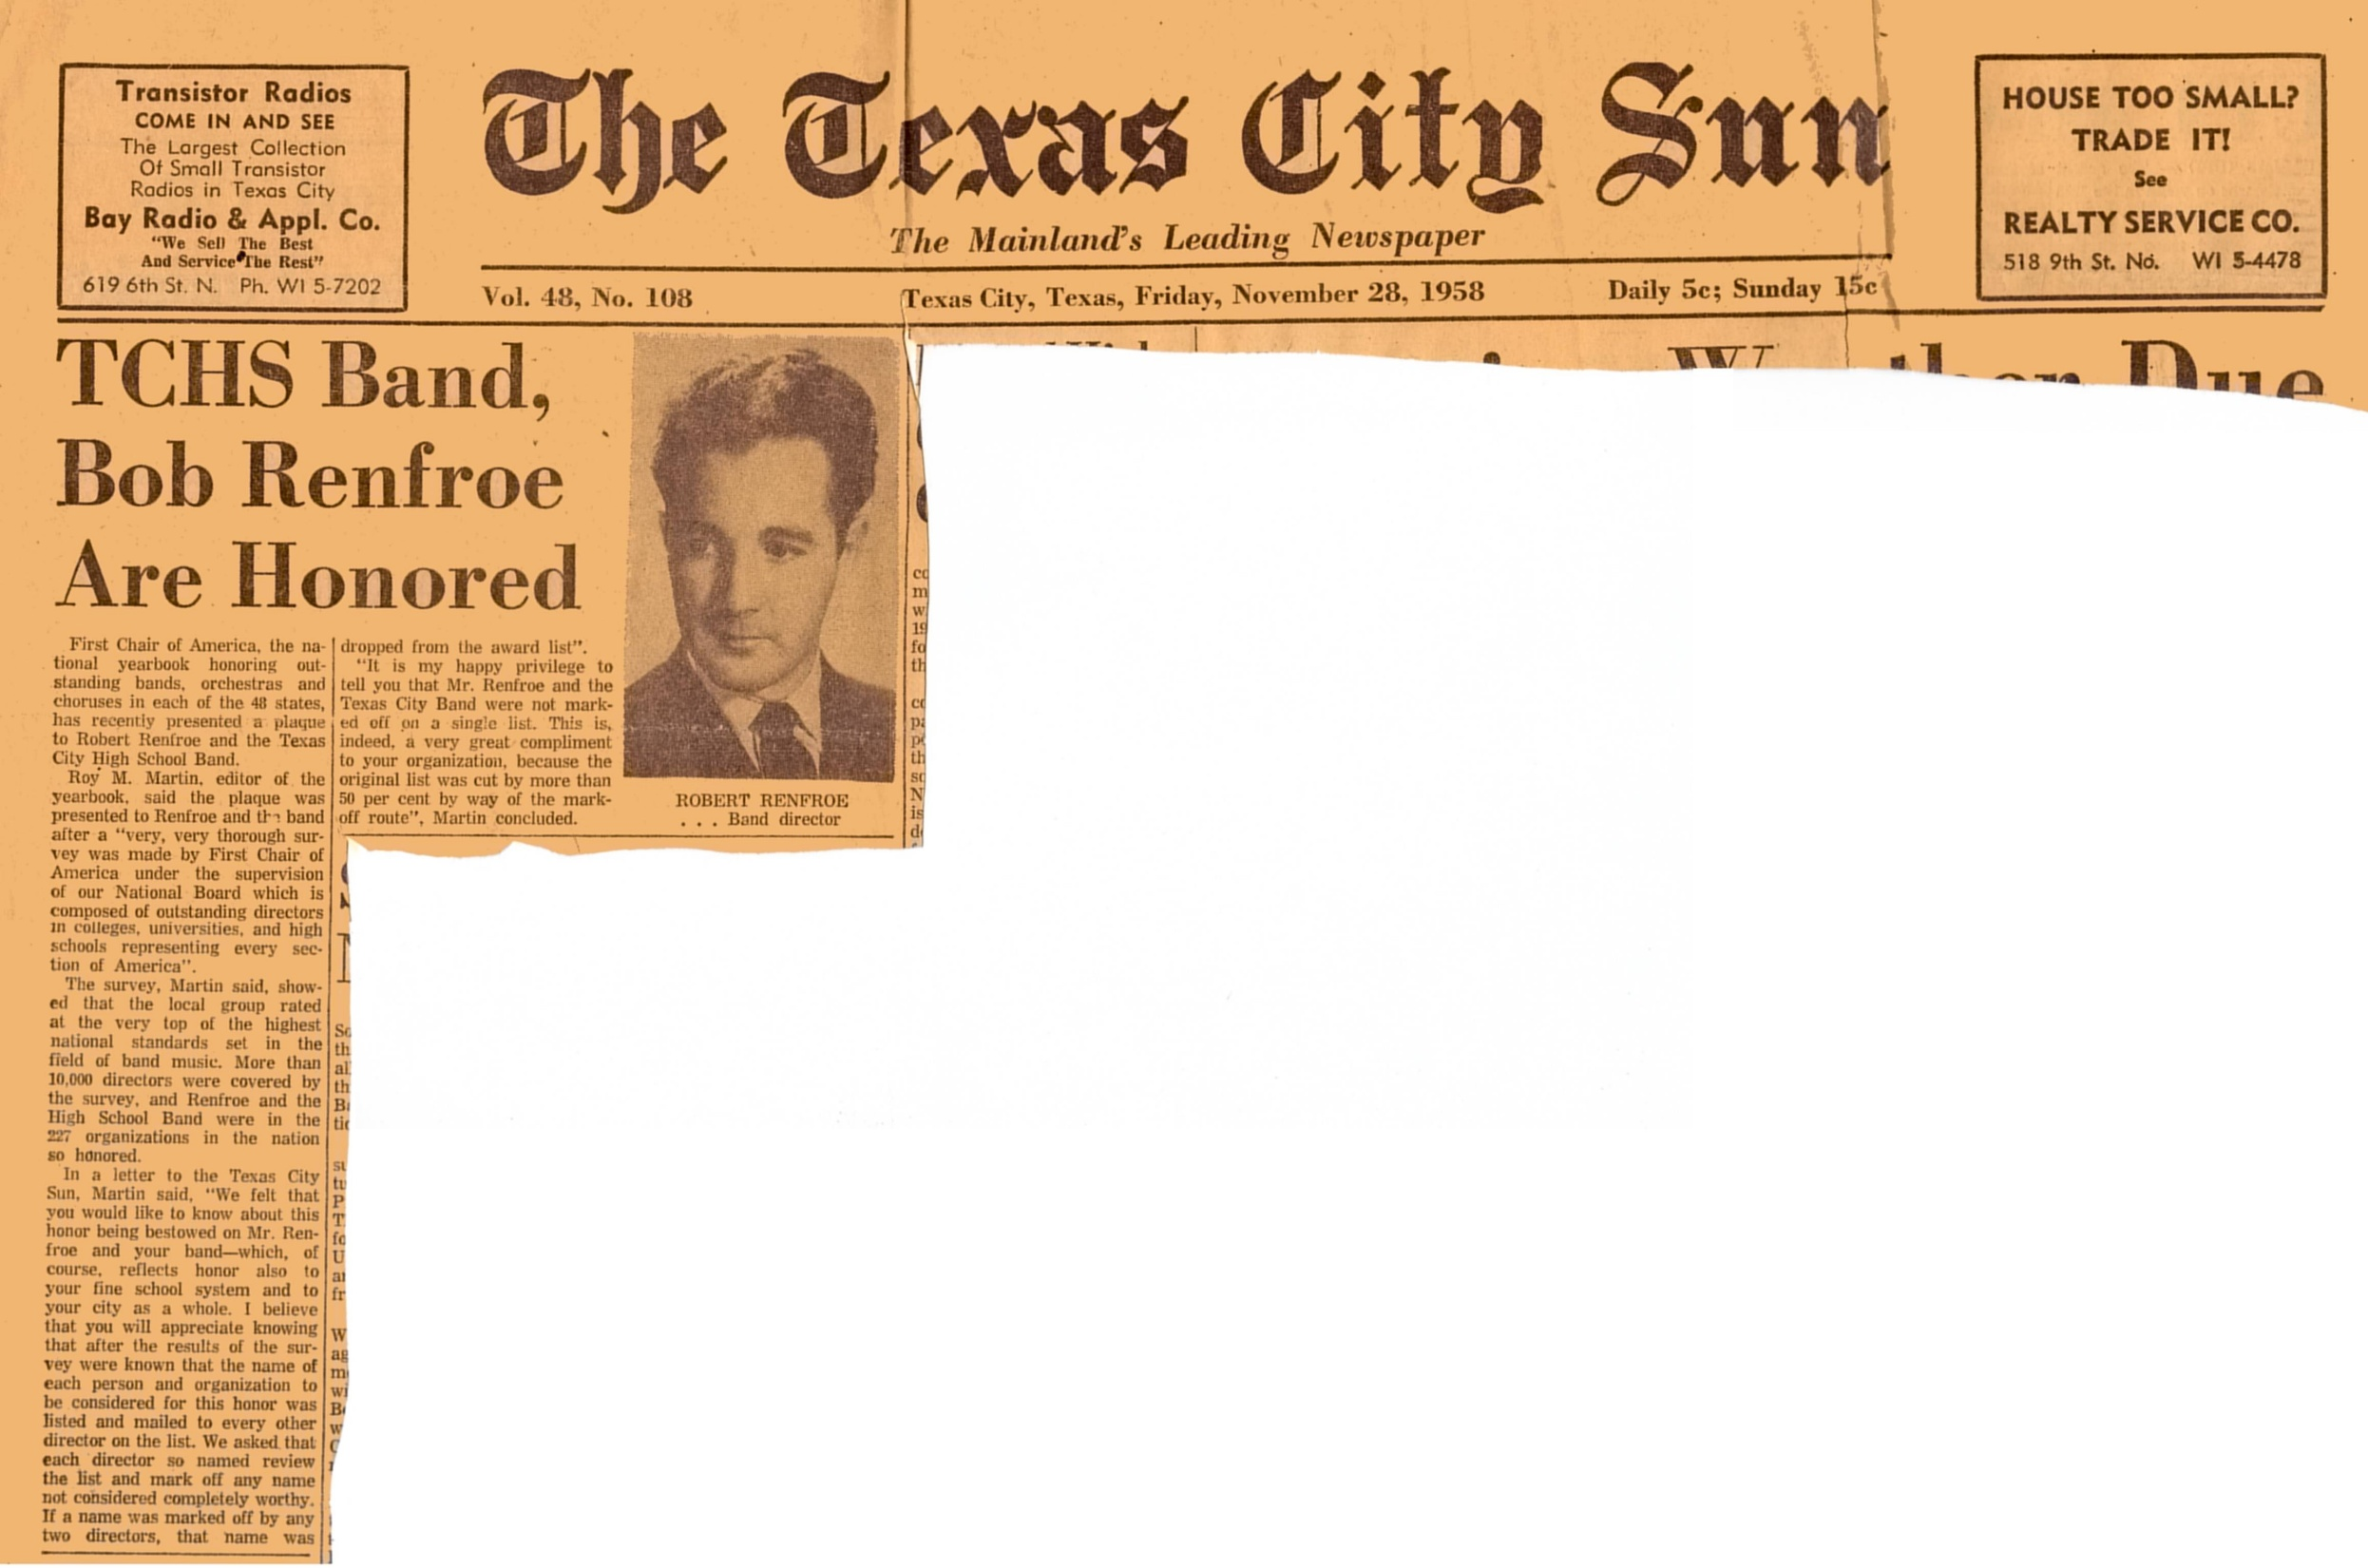 Transistor Radios
COME IN AND SEE
The Largest Collection
Of Small Transistor
Radios in Texas City
Bay Radio & Appl. Co.
"We Sell The Best
And Service The Rest"
619 6th St. N. Ph. WI 5-7202
The Texas City Sun
The Mainland's Leading Newspaper
Vol. 48, No. 108
Texas City, Texas, Friday, November 28, 1958
Daily 5c; Sunday 15c
HOUSE TOO SMALL?
TRADE IT!
See
REALTY SERVICE CO.
518 9th St. No. WI 5-4478
TCHS Band,
Bob Renfroe
Are Honored
First Chair of America, the na-
tional yearbook honoring out-
standing bands, orchestras and
choruses in each of the 48 states,
has recently presented a plaque
to Robert Renfroe and the Texas
City High School Band.
Roy M. Martin, editor of the
yearbook, said the plaque was
presented to Renfroe and the band
after a "very, very thorough sur-
vey was made by First Chair of
America under the supervision
of our National Board which is
composed of outstanding directors
in colleges, universities, and high
schools representing every sec-
tion of America".
The survey, Martin said, show-
ed that the local group rated
at the very top of the highest
national standards set in the
field of band music. More than
10,000 directors were covered by
the survey, and Renfroe and the
High School Band were in the
227 organizations in the nation
so honored.
In a letter to the Texas City
Sun, Martin said, "We felt that
you would like to know about this
honor being bestowed on Mr. Ren-
froe and your band—which, of
course, reflects honor also to
your fine school system and to
your city as a whole. I believe
that you will appreciate knowing
that after the results of the sur-
vey were known that the name of
each person and organization to
be considered for this honor was
listed and mailed to every other
director on the list. We asked that
each director so named review
the list and mark off any name
not considered completely worthy.
If a name was marked off by any
two directors, that name was
dropped from the award list".
"It is my happy privilege to
tell you that Mr. Renfroe and the
Texas City Band were not mark-
ed off on a single list. This is,
indeed, a very great compliment
to your organization, because the
original list was cut by more than
50 per cent by way of the mark-
off route", Martin concluded.
ROBERT RENFROE
. . . Band director
Due